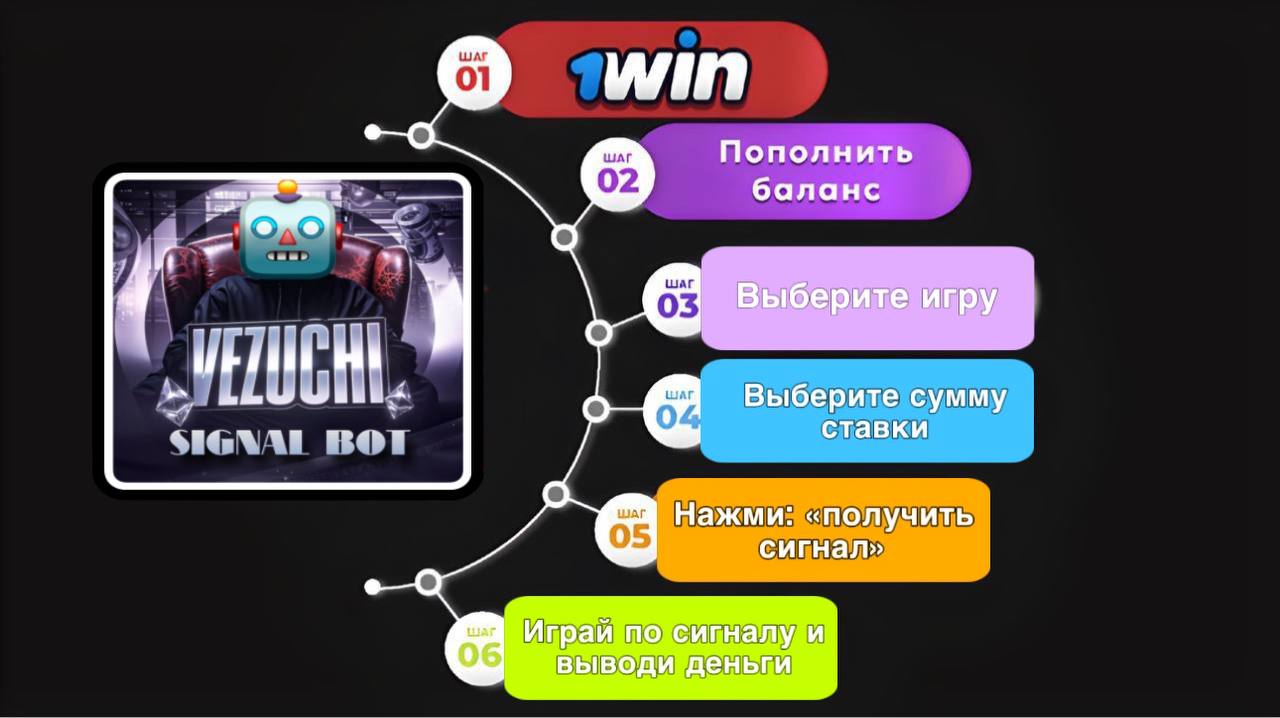 ШАГ
01
1win
ШАГ
02
Пополнить
баланс
ШАГ
03
Выберите игру
ШАГ
04
Выберите сумму
ставки
ШАГ
05
Нажми: «получить
сигнал»
ШАГ
06
Играй по сигналу и
выводи деньги
VEZUCHI
SIGNAL BOT